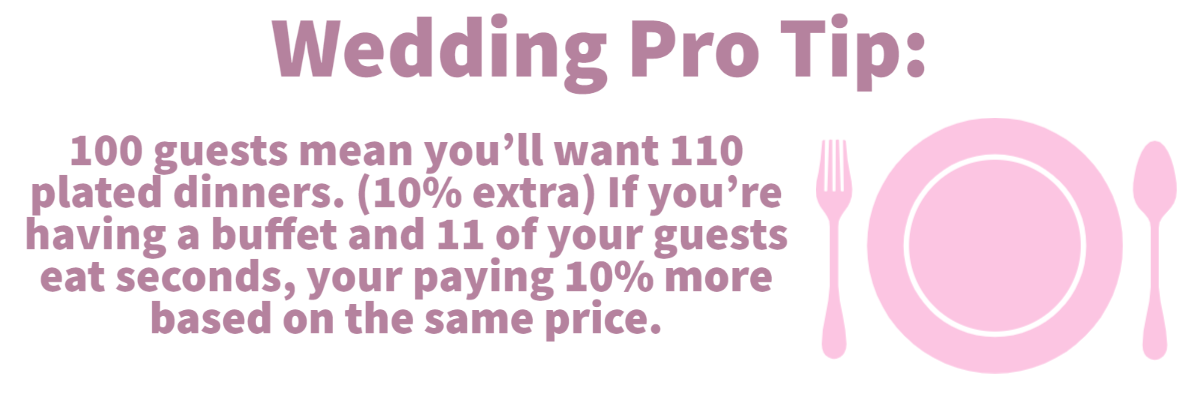 Wedding Pro Tip:
100 guests mean you’ll want 110
plated dinners. (10% extra) If you’re
having a buffet and 11 of your guests
eat seconds, your paying 10% more
based on the same price.